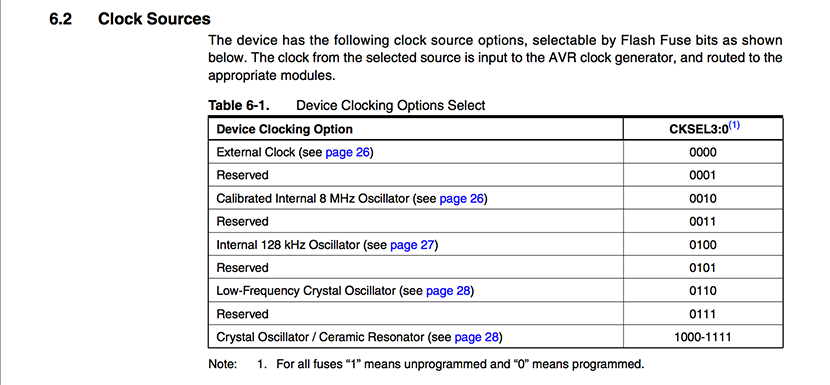 6.2 Clock Sources
The device has the following clock source options, selectable by Flash Fuse bits as shown
below. The clock from the selected source is input to the AVR clock generator, and routed to the
appropriate modules.
Table 6-1. Device Clocking Options Select
Device Clocking Option CKSEL3:0(1)
External Clock (see page 26) 0000
Reserved 0001
Calibrated Internal 8 MHz Oscillator (see page 26) 0010
Reserved 0011
Internal 128 kHz Oscillator (see page 27) 0100
Reserved 0101
Low-Frequency Crystal Oscillator (see page 28) 0110
Reserved 0111
Crystal Oscillator / Ceramic Resonator (see page 28) 1000-1111
Note: 1. For all fuses “1” means unprogrammed and “0” means programmed.